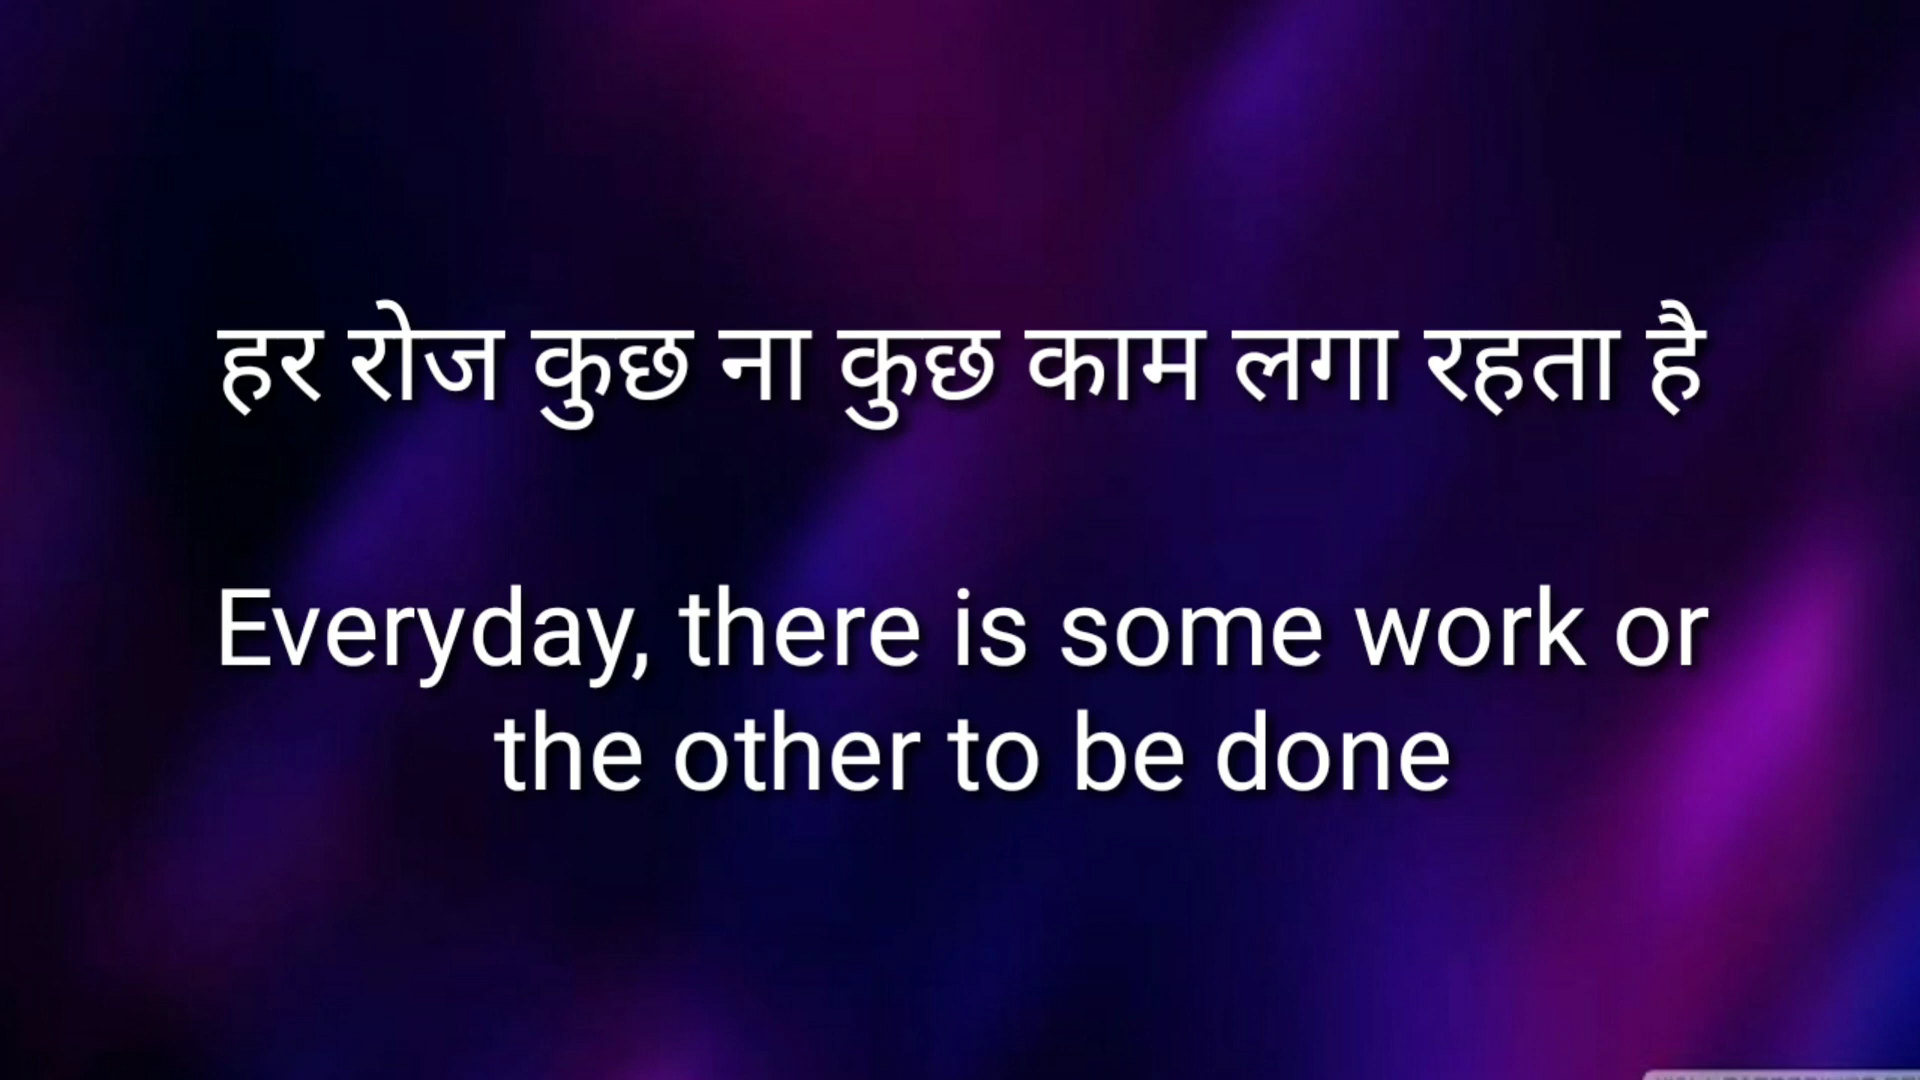 हर रोज कुछ ना कुछ काम लगा रहता है
Everyday, there is some work or
the other to be done